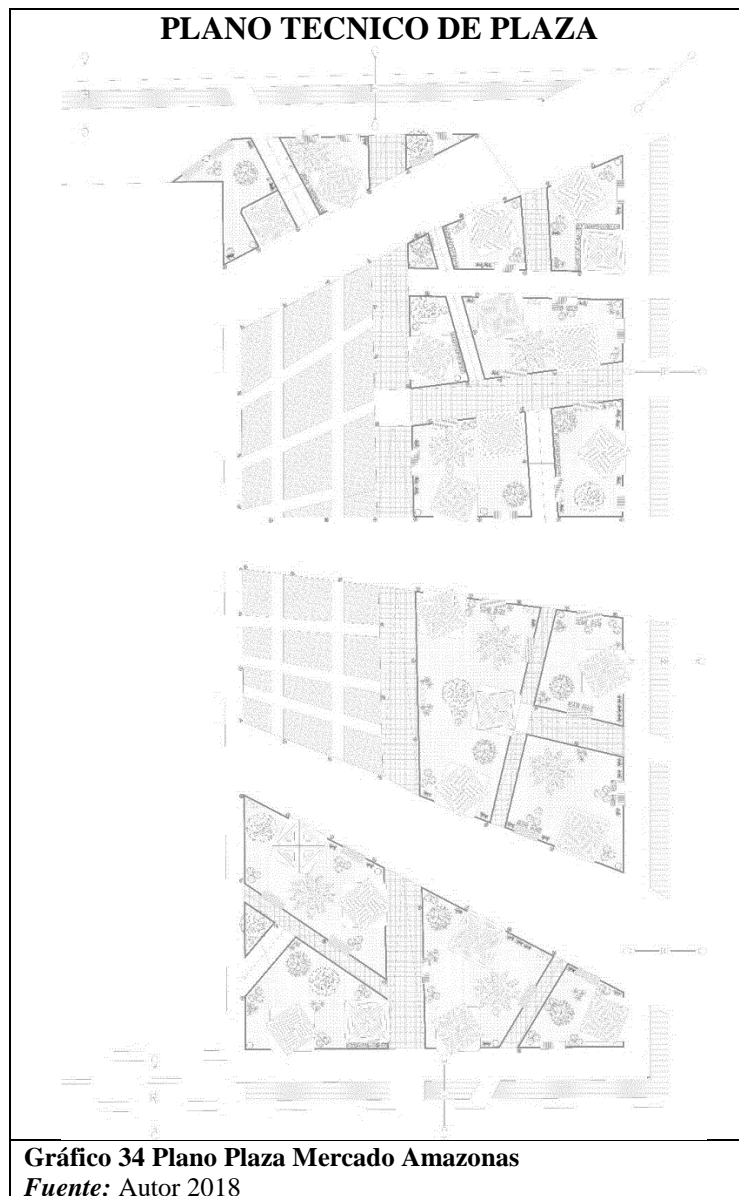 PLANO TECNICO DE PLAZA
Gráfico 34 Plano Plaza Mercado Amazonas
Fuente: Autor 2018